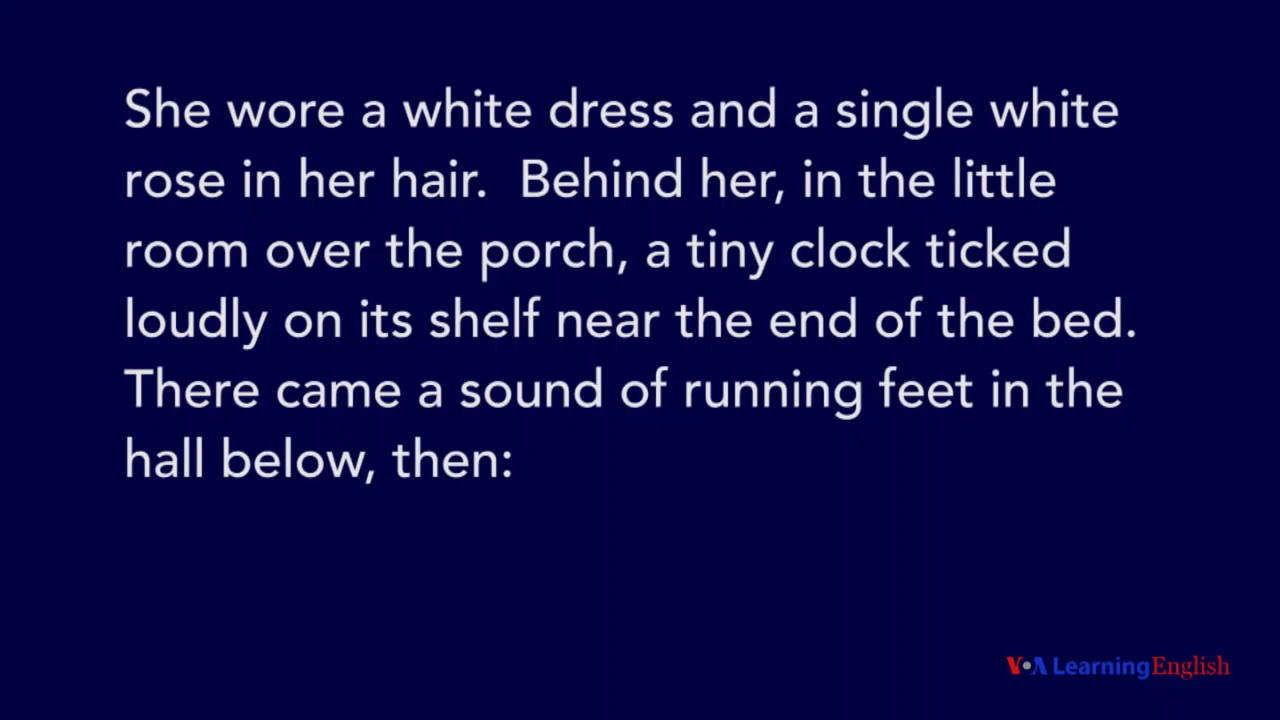 She wore a white dress and a single white
rose in her hair.  Behind her, in the little
room over the porch, a tiny clock ticked
loudly on its shelf near the end of the bed.
There came a sound of running feet in the
hall below, then:
VOA Learning English